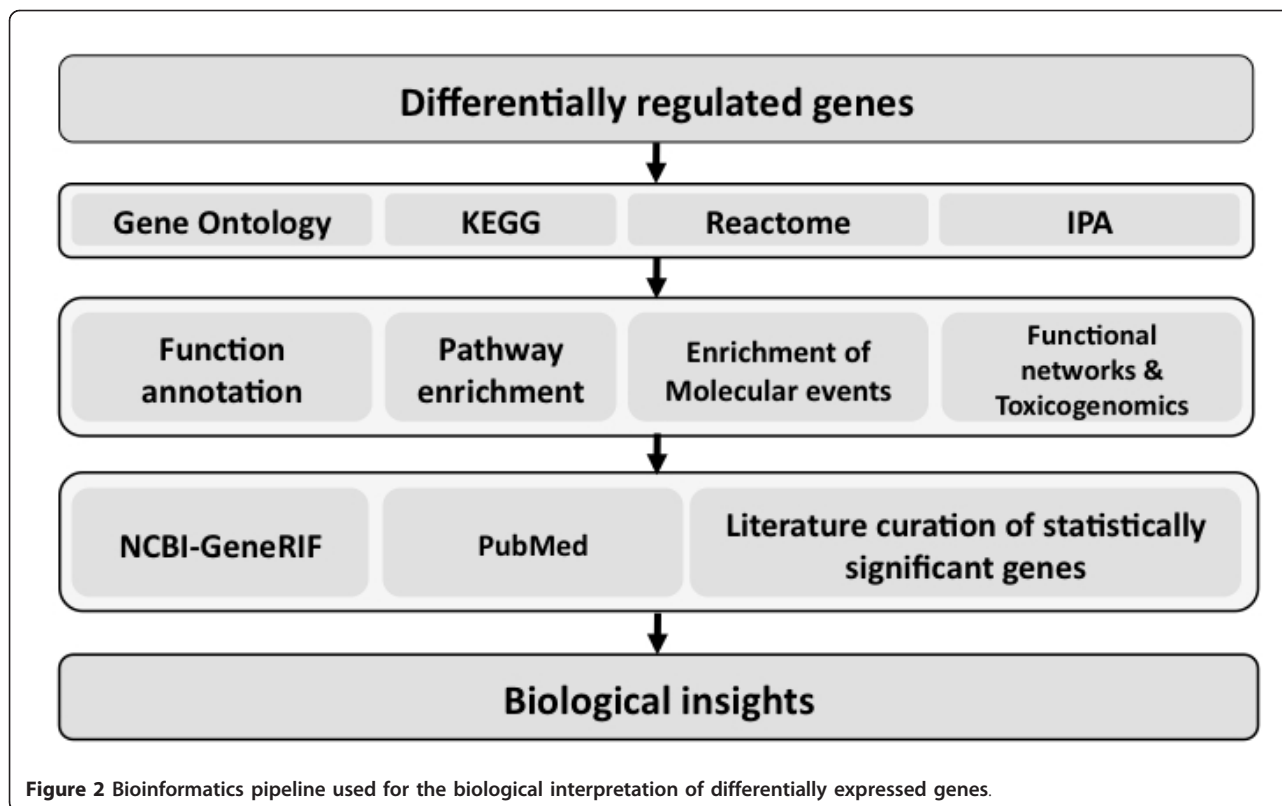 Differentially regulated genes
Gene Ontology
KEGG
Reactome
IPA
Function
annotation
Pathway
enrichment
Enrichment of
Molecular events
Functional
networks &
Toxicogenomics
NCBI-GeneRIF
PubMed
Literature curation of statistically
significant genes
Biological insights
Figure 2 Bioinformatics pipeline used for the biological interpretation of differentially expressed genes.